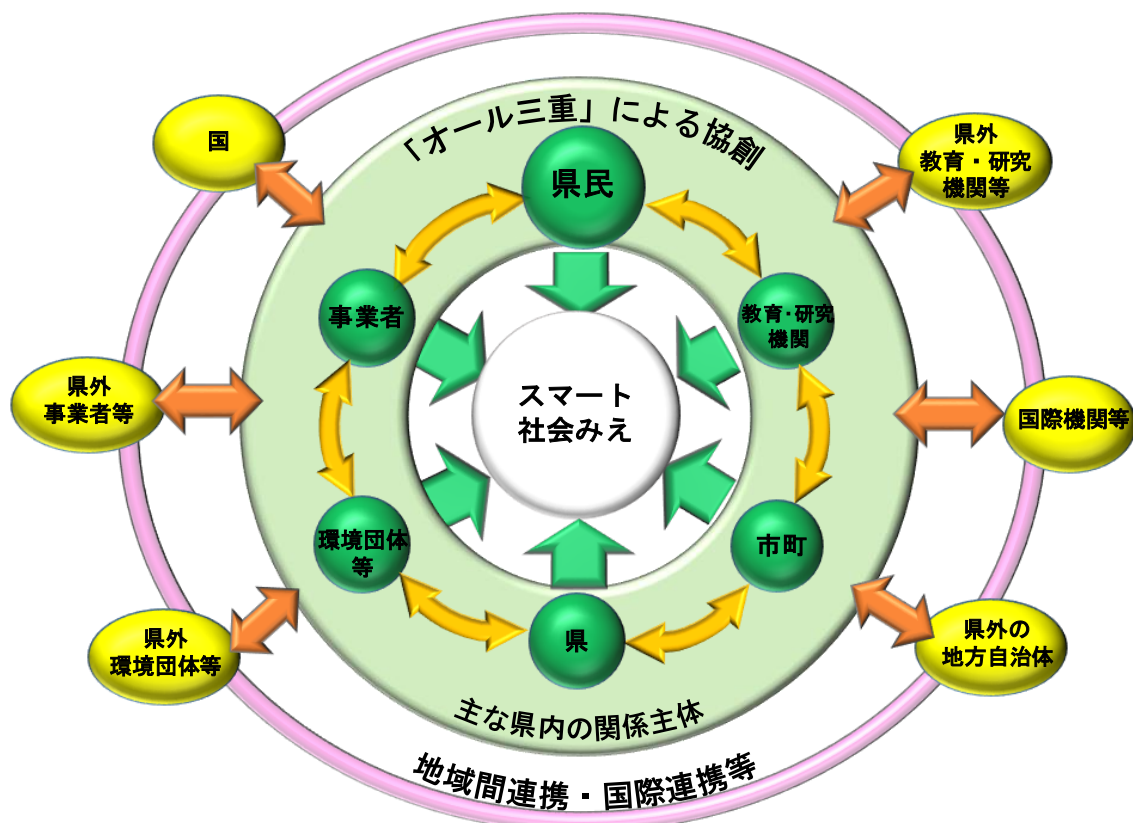 「オール三重」による協創
国
県外
教育・研究
機関等
県民
事業者
教育・研究
機関
県外
事業者等
スマート
社会みえ
国際機関等
環境団体
等
市町
県
県外
環境団体等
県外の
地方自治体
主な県内の関係主体
地域間連携・国際連携等